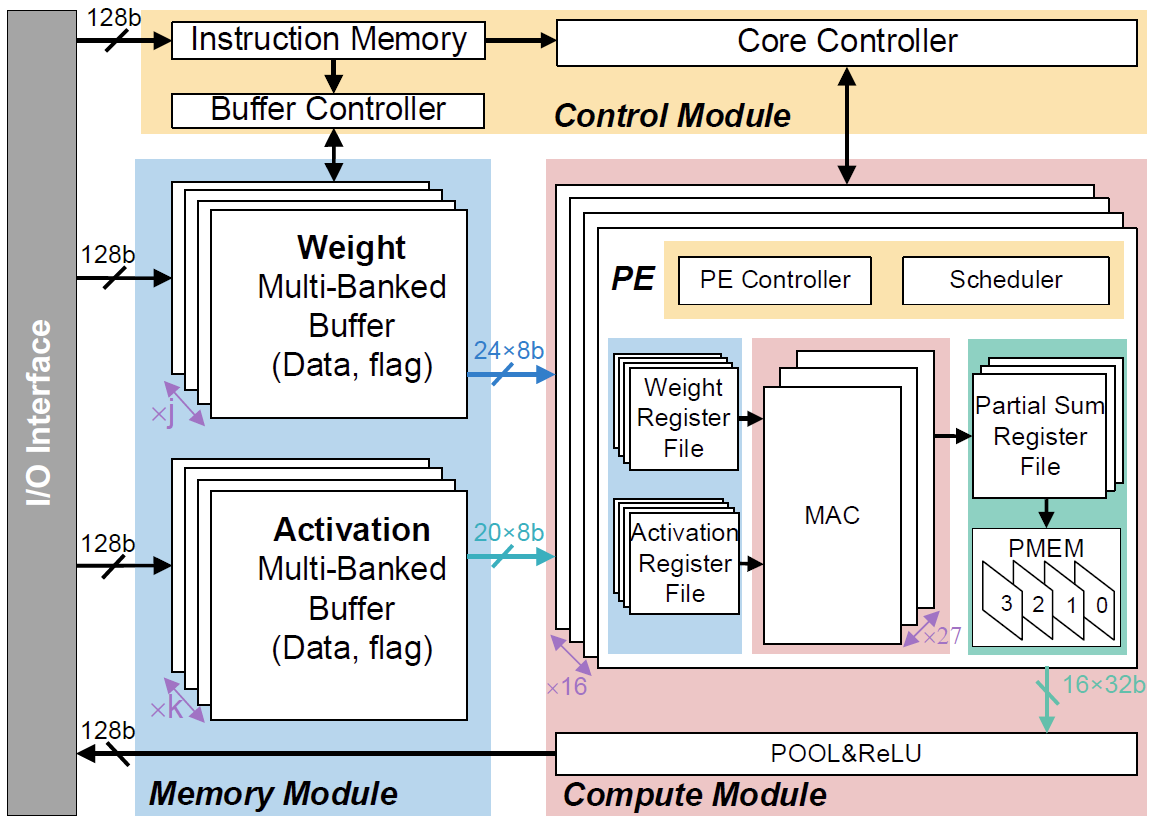 128b
Instruction Memory
Core Controller
Buffer Controller
Control Module
I/O Interface
128b
Weight
Multi-Banked
Buffer
(Data, flag)
×j
24×8b
128b
Activation
Multi-Banked
Buffer
(Data, flag)
×k
20×8b
128b
Memory Module
PE
PE Controller
Scheduler
Weight
Register
File
Activation
Register
File
MAC
×27
Partial Sum
Register
File
PMEM
3 2 1 0
×16
16×32b
POOL&ReLU
Compute Module